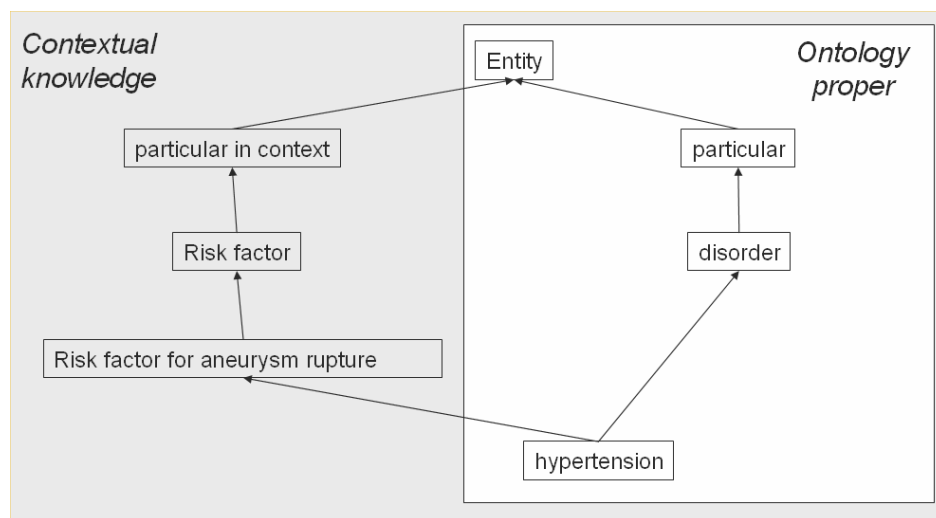 Contextual
knowledge
Entity
Ontology
proper
particular in context
particular
Risk factor
disorder
Risk factor for aneurysm rupture
hypertension